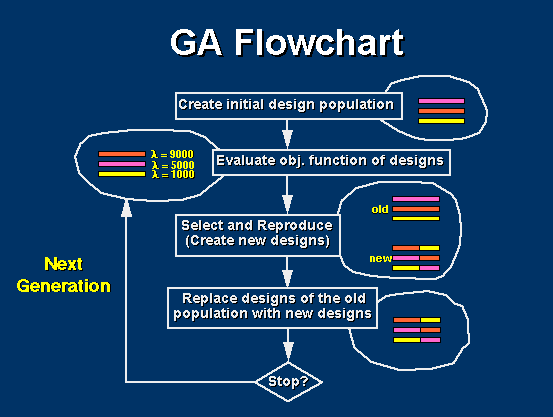 GA Flowchart
Create initial design population
λ = 9000
λ = 5000
λ = 1000
Evaluate obj. function of designs
Select and Reproduce
(Create new designs)
old
new
Next
Generation
Replace designs of the old
population with new designs
Stop?